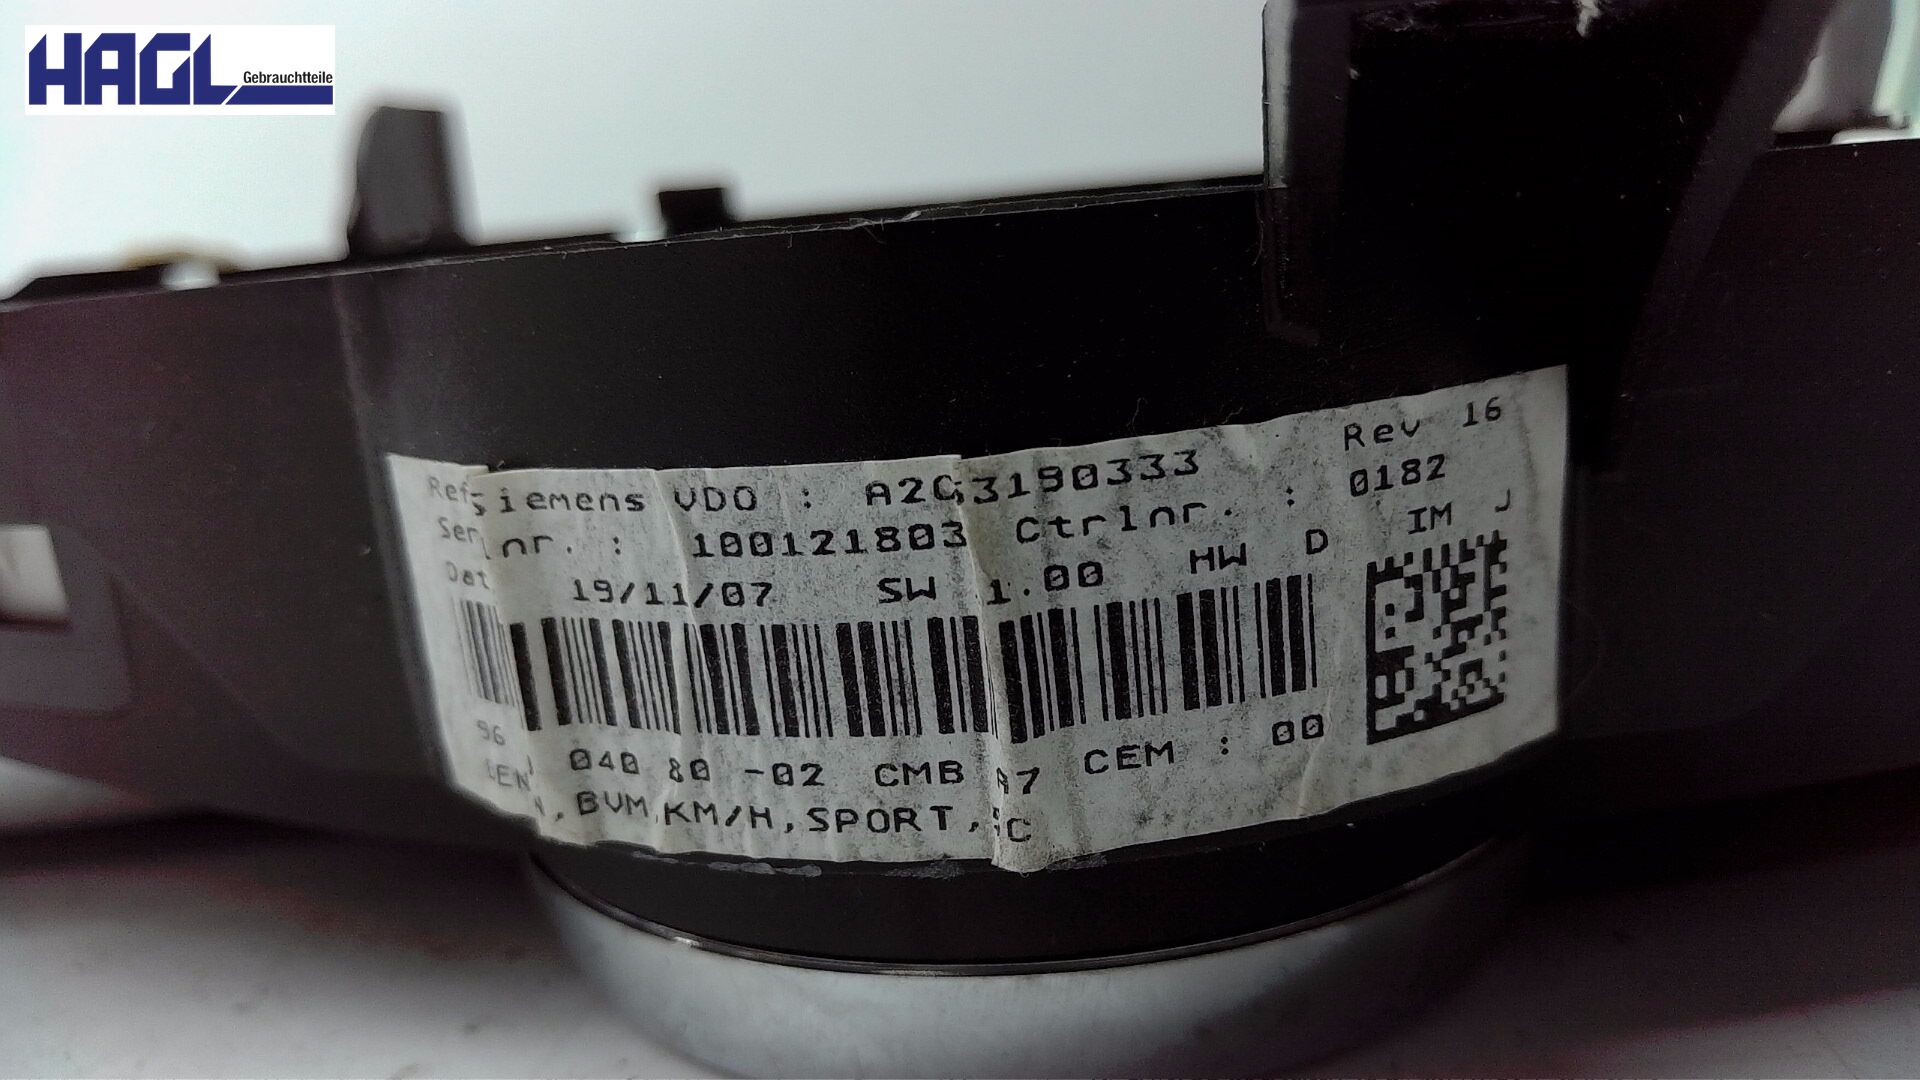 HAGL Gebrauchtteile
Ref Siemens VDO : A2C3190333 Rev 16
Ser nr. : 100121803 Ctrlnr. : 0182
Dat 19/11/07 SW 1.00 HW D IM J
96 040 80 -02 CMB A7 CEM : 00
, BVM,KM/H,SPORT,